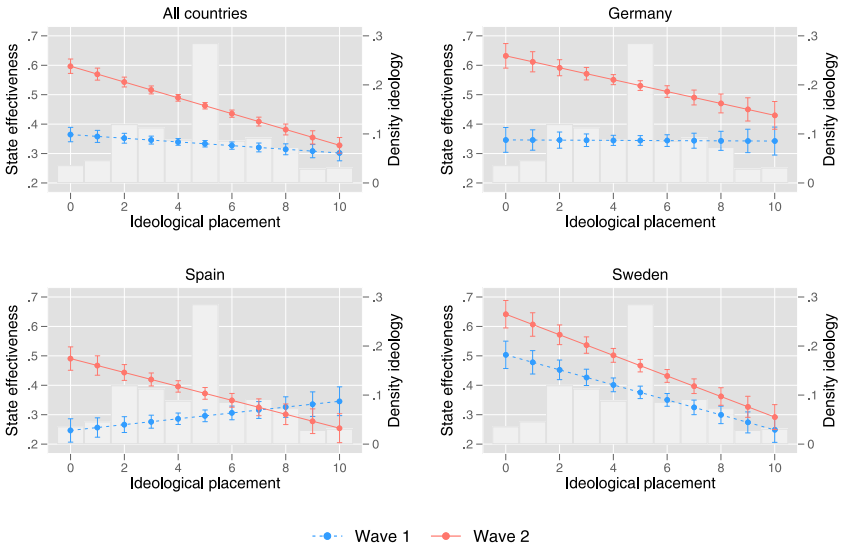 All countries
Germany
.7
.6
.5
.4
.3
.2
State effectiveness
.3
.2
.1
0
Density ideology
0 2 4 6 8 10
Ideological placement
.7
.6
.5
.4
.3
.2
State effectiveness
.3
.2
.1
0
Density ideology
0 2 4 6 8 10
Ideological placement
Spain
Sweden
.7
.6
.5
.4
.3
.2
State effectiveness
.3
.2
.1
0
Density ideology
0 2 4 6 8 10
Ideological placement
.7
.6
.5
.4
.3
.2
State effectiveness
.3
.2
.1
0
Density ideology
0 2 4 6 8 10
Ideological placement
Wave 1 Wave 2